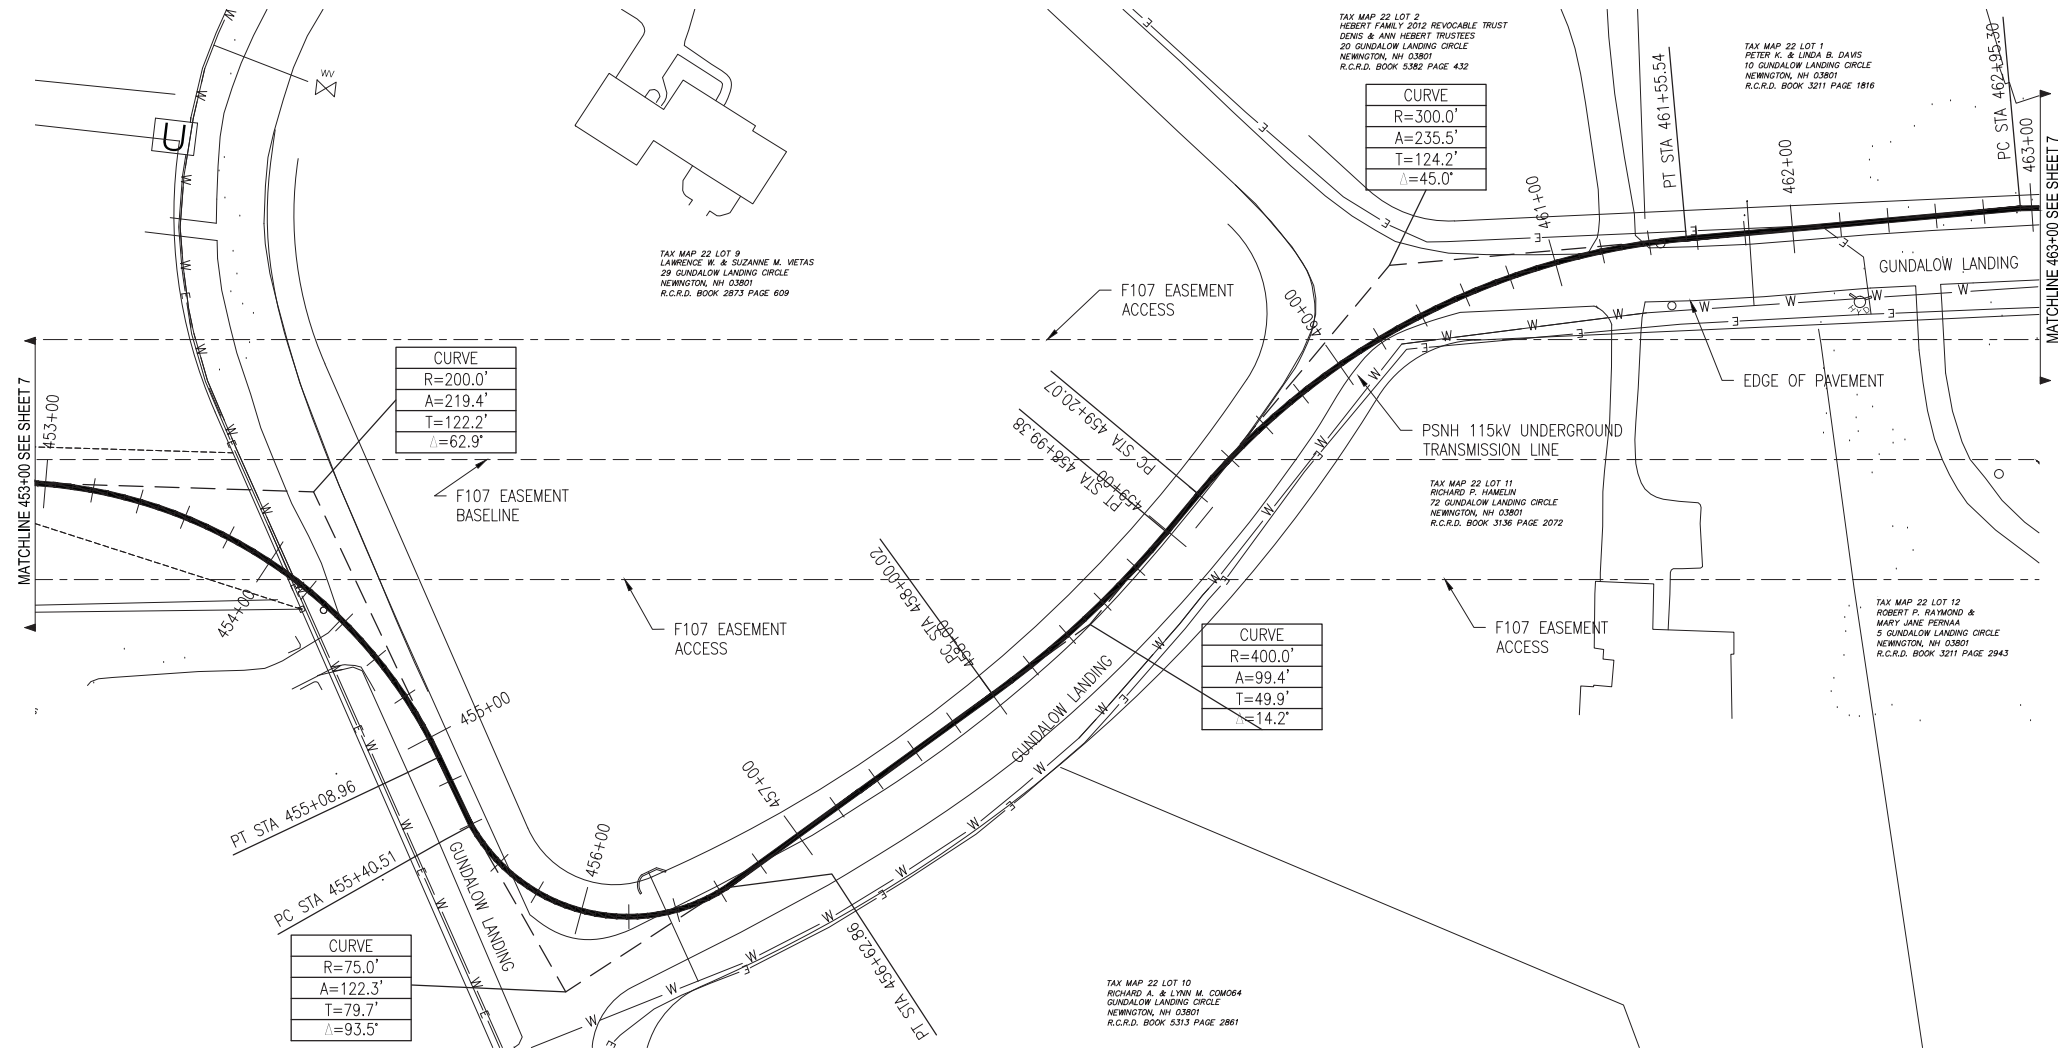 TAX MAP 22 LOT 2
HEBERT FAMILY 2012 REVOCABLE TRUST
DENIS & ANN HEBERT TRUSTEES
20 GUNDALOW LANDING CIRCLE
NEWINGTON, NH 03801
R.C.R.D. BOOK 5382 PAGE 432
TAX MAP 22 LOT 1
PETER K. & LINDA B. DAVIS
10 GUNDALOW LANDING CIRCLE
NEWINGTON, NH 03801
R.C.R.D. BOOK 3211 PAGE 1816
WV
U
CURVE
R=300.0'
A=235.5'
T=124.2'
Δ=45.0°
PT STA 461+55.54
PC STA 462+95.30
461+00
462+00
463+00
MATCHLINE 463+00 SEE SHEET 7
GUNDALOW LANDING
TAX MAP 22 LOT 9
LAWRENCE W. & SUZANNE M. VIETAS
29 GUNDALOW LANDING CIRCLE
NEWINGTON, NH 03801
R.C.R.D. BOOK 2873 PAGE 609
F107 EASEMENT
ACCESS
460+00
HYD
EDGE OF PAVEMENT
MATCHLINE 453+00 SEE SHEET 7
453+00
CURVE
R=200.0'
A=219.4'
T=122.2'
Δ=62.9°
F107 EASEMENT
BASELINE
PC STA 459+20.07
PT STA 458+99.38
459+00
PSNH 115kV UNDERGROUND
TRANSMISSION LINE
TAX MAP 22 LOT 11
RICHARD P. HAMELIN
72 GUNDALOW LANDING CIRCLE
NEWINGTON, NH 03801
R.C.R.D. BOOK 3136 PAGE 2072
454+00
F107 EASEMENT
ACCESS
PC STA 458+00.02
458+00
CURVE
R=400.0'
A=99.4'
T=49.9'
Δ=14.2°
F107 EASEMENT
ACCESS
TAX MAP 22 LOT 12
ROBERT P. RAYMOND &
MARY JANE PERNAA
5 GUNDALOW LANDING CIRCLE
NEWINGTON, NH 03801
R.C.R.D. BOOK 3211 PAGE 2943
455+00
GUNDALOW LANDING
PT STA 455+08.96
457+00
456+00
PC STA 455+40.51
GUNDALOW LANDING
CURVE
R=75.0'
A=122.3'
T=79.7'
Δ=93.5°
PT STA 456+62.86
TAX MAP 22 LOT 10
RICHARD A. & LYNN M. COMO64
GUNDALOW LANDING CIRCLE
NEWINGTON, NH 03801
R.C.R.D. BOOK 5313 PAGE 2861